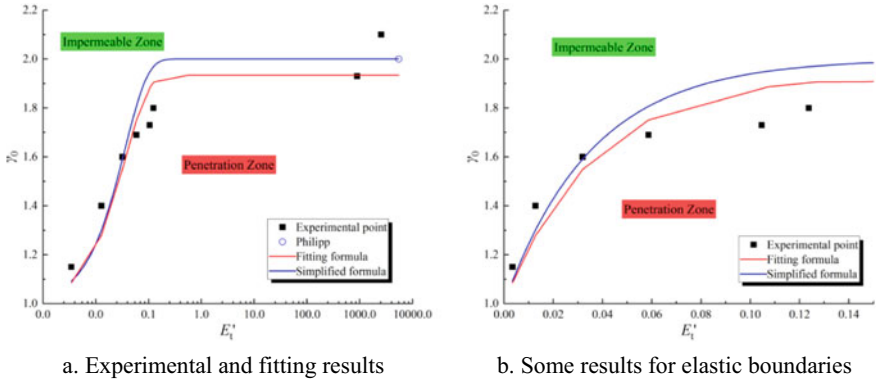 Impermeable Zone
2.0
1.8
γ₀
1.6
1.4
1.2
1.0
Penetration Zone
Experimental point
Philipp
Fitting formula
Simplified formula
0.0 0.0 0.1 1.0 10.0 100.0 1000.0 10000.0
E_t'
a. Experimental and fitting results
2.2
Impermeable Zone
2.0
1.8
γ₀
1.6
1.4
1.2
1.0
Penetration Zone
Experimental point
Fitting formula
Simplified formula
0.00 0.02 0.04 0.06 0.08 0.10 0.12 0.14
E_t'
b. Some results for elastic boundaries